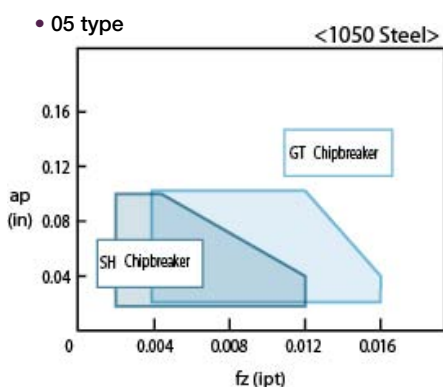 • 05 type
<1050 Steel>
0.16
GT Chipbreaker
0.12
ap
(in)
0.08
SH Chipbreaker
0.04
0
0.004
0.008
0.012
0.016
fz (ipt)